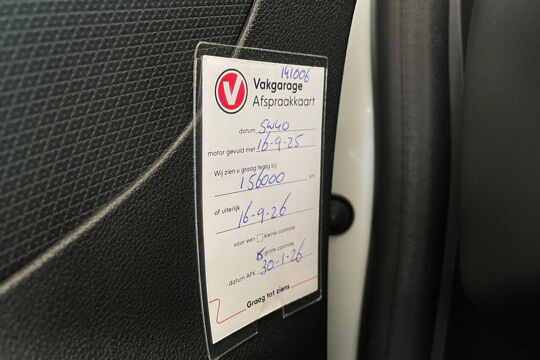 141006
V Vakgarage
Afspraakkaart
datum 5W40
motor gevuld met 16-9-25
Wij zien u graag terug bij
156000 km
of uiterlijk
16-9-26
voor een kleine controle
grote controle
datum APK 30-1-26
Graag tot ziens